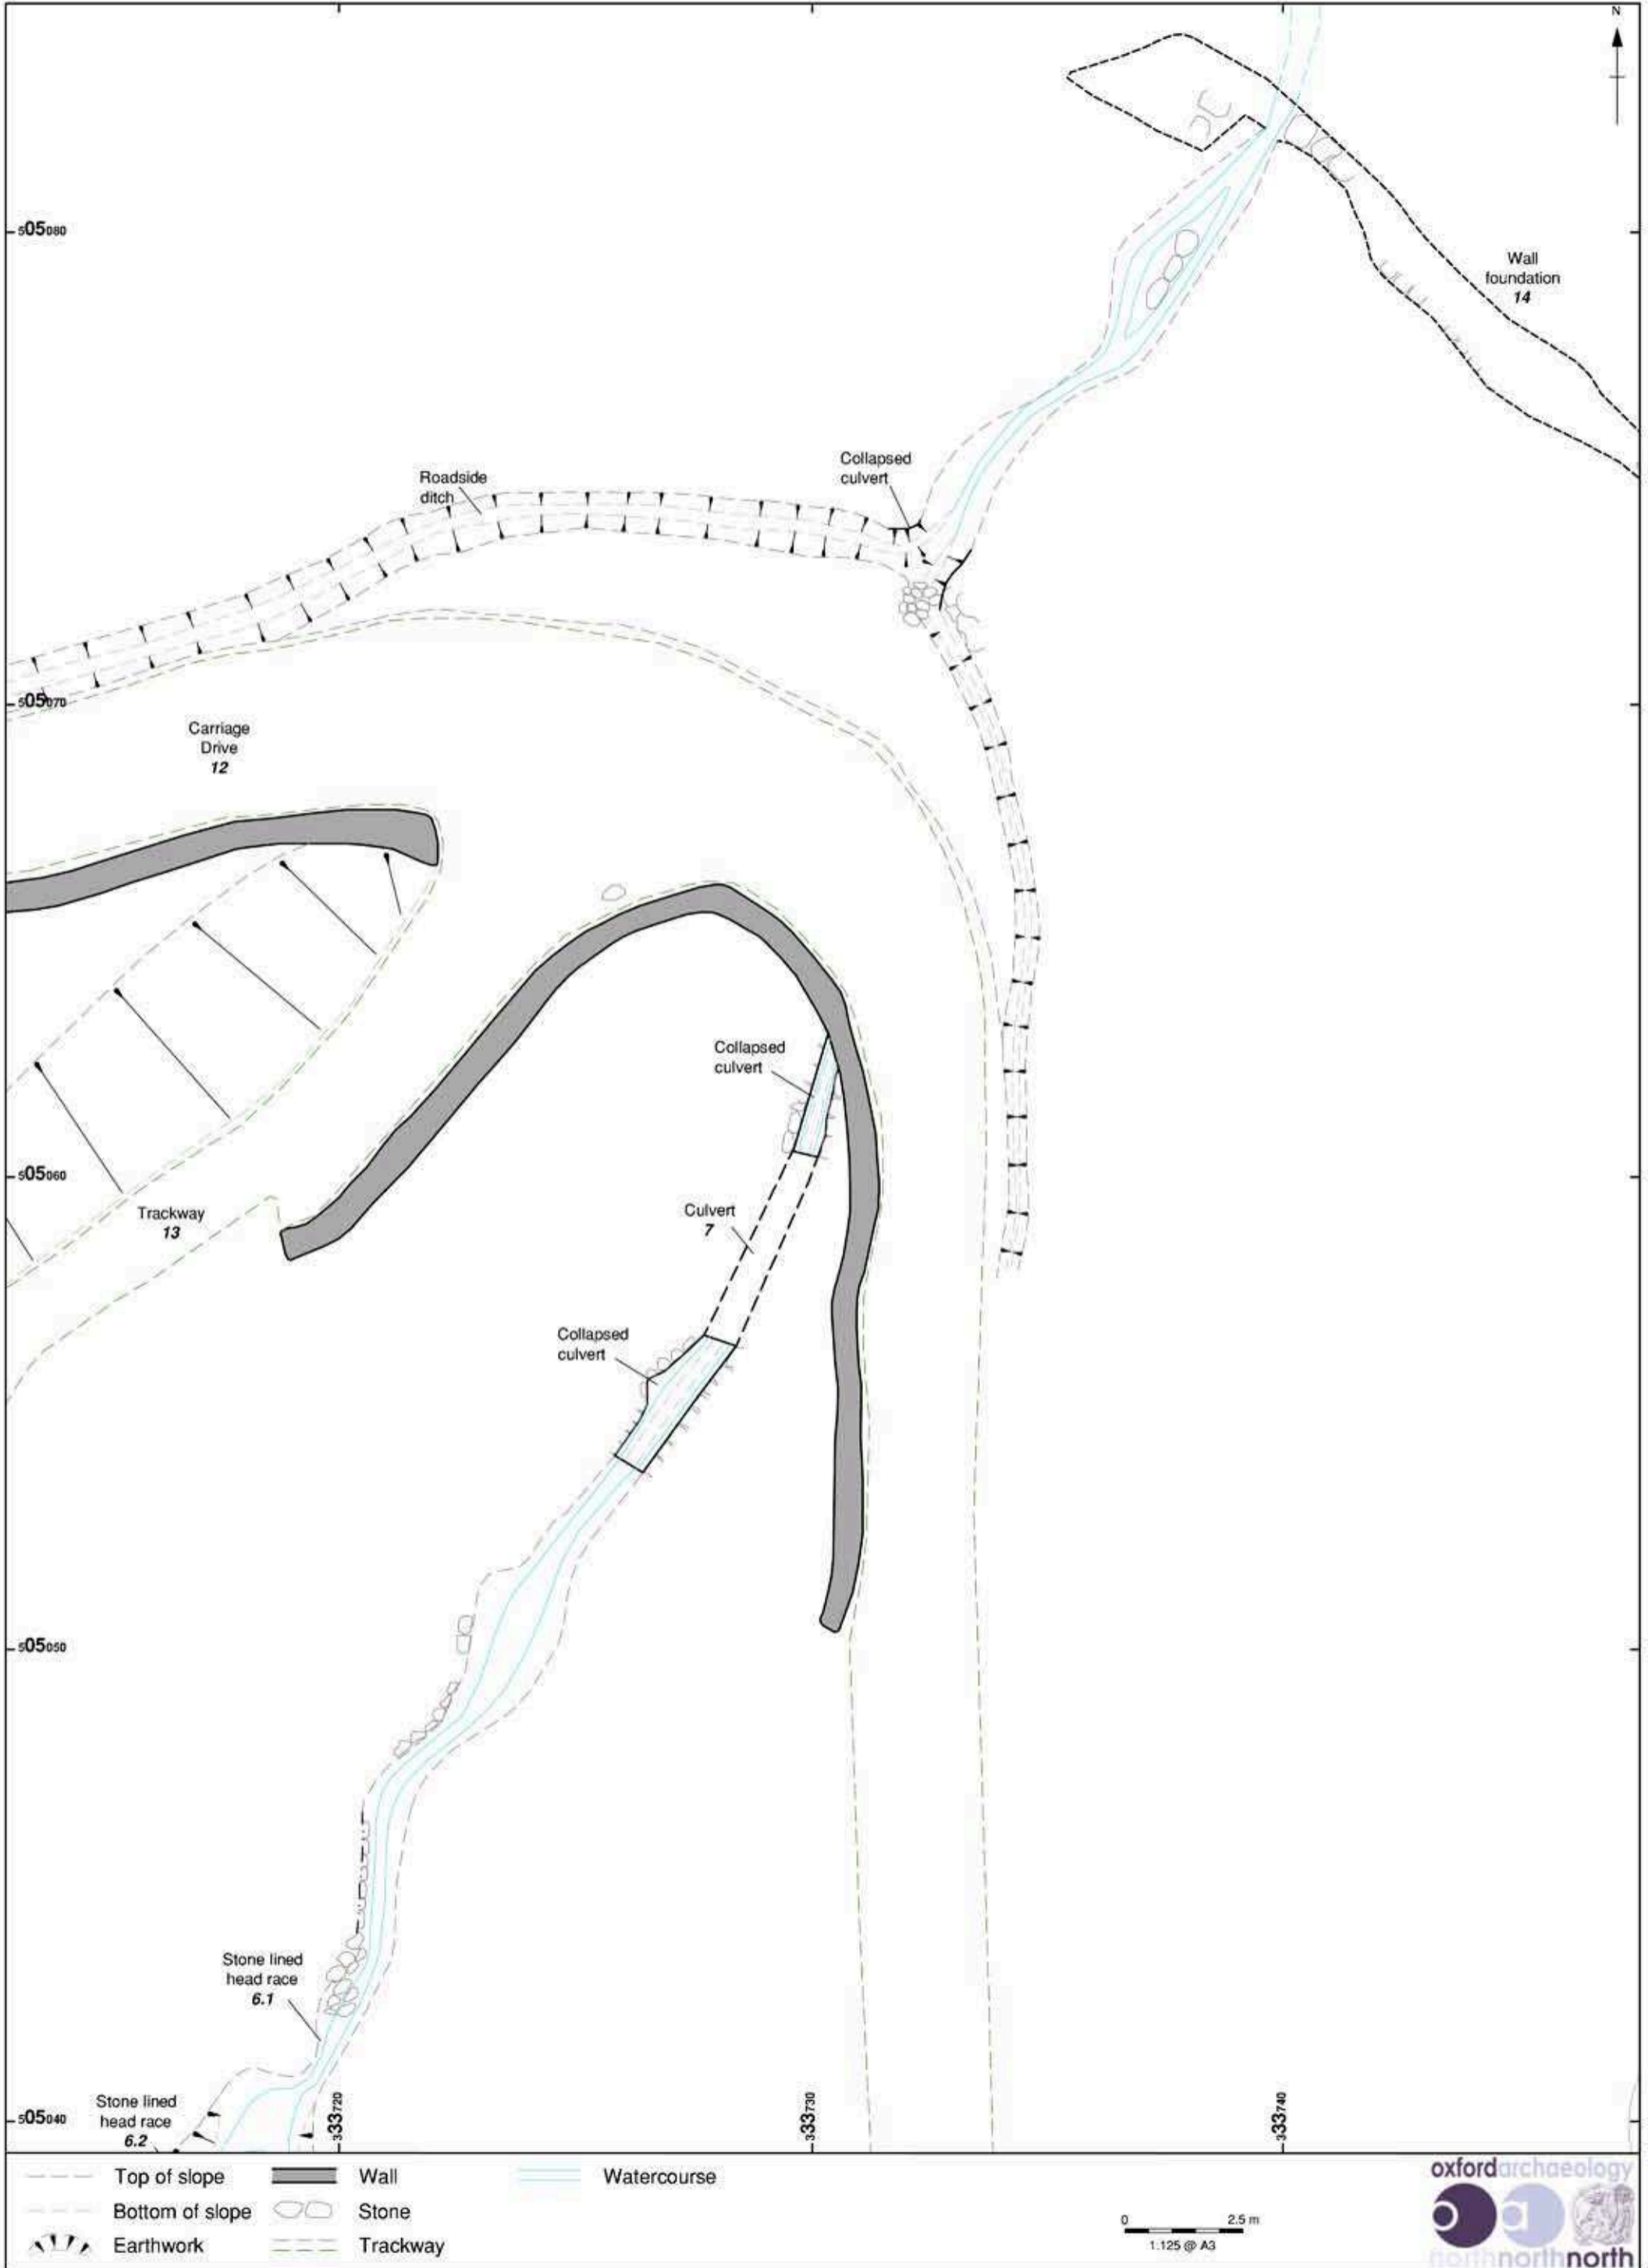 N
505080
Wall
foundation
14
Collapsed
culvert
Roadside
ditch
505070
Carriage
Drive
12
Collapsed
culvert
505060
Trackway
13
Culvert
7
Collapsed
culvert
505050
Stone lined
head race
6.1
Stone lined
head race
6.2
505040
333720
333730
333740
Top of slope
Wall
Watercourse
Bottom of slope
Stone
Earthwork
Trackway
0 2.5 m
1:125 @ A3
oxfordarchaeology
o a
northnorthnorth